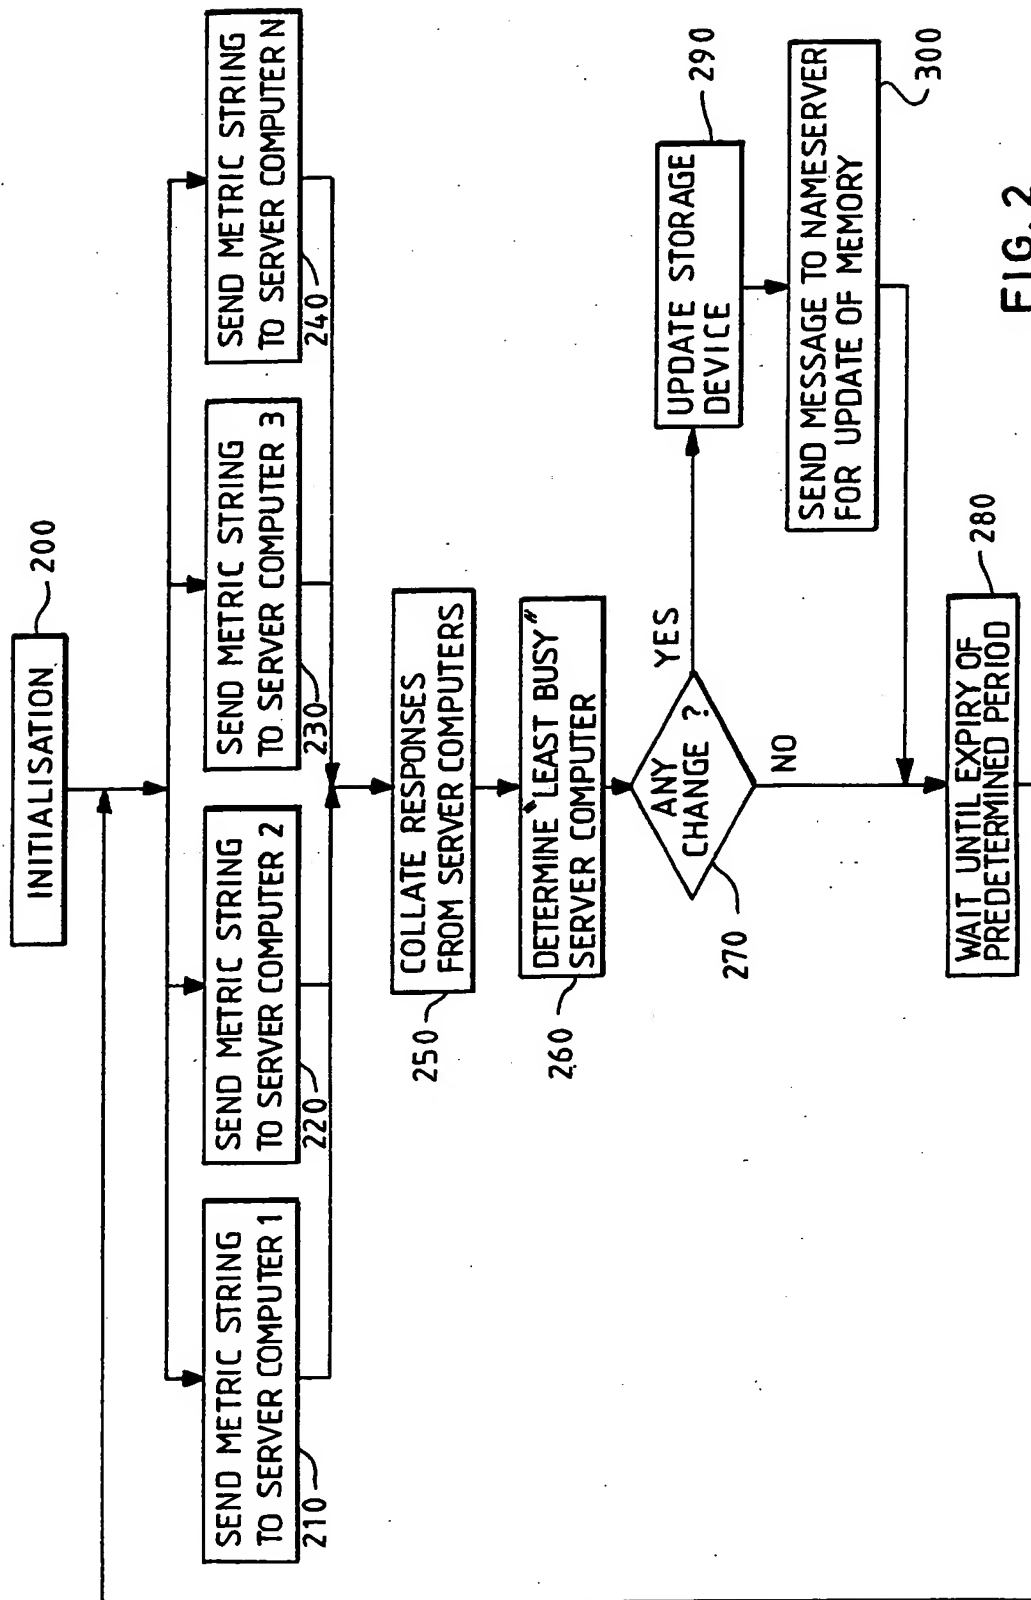 INITIALISATION
200
SEND METRIC STRING
TO SERVER COMPUTER 1
210
SEND METRIC STRING
TO SERVER COMPUTER 2
220
SEND METRIC STRING
TO SERVER COMPUTER 3
230
SEND METRIC STRING
TO SERVER COMPUTER N
240
COLLATE RESPONSES
FROM SERVER COMPUTERS
250
DETERMINE "LEAST BUSY"
SERVER COMPUTER
260
ANY
CHANGE ?
270
YES
NO
UPDATE STORAGE
DEVICE
290
SEND MESSAGE TO NAMESERVER
FOR UPDATE OF MEMORY
300
WAIT UNTIL EXPIRY OF
PREDETERMINED PERIOD
280
FIG. 2